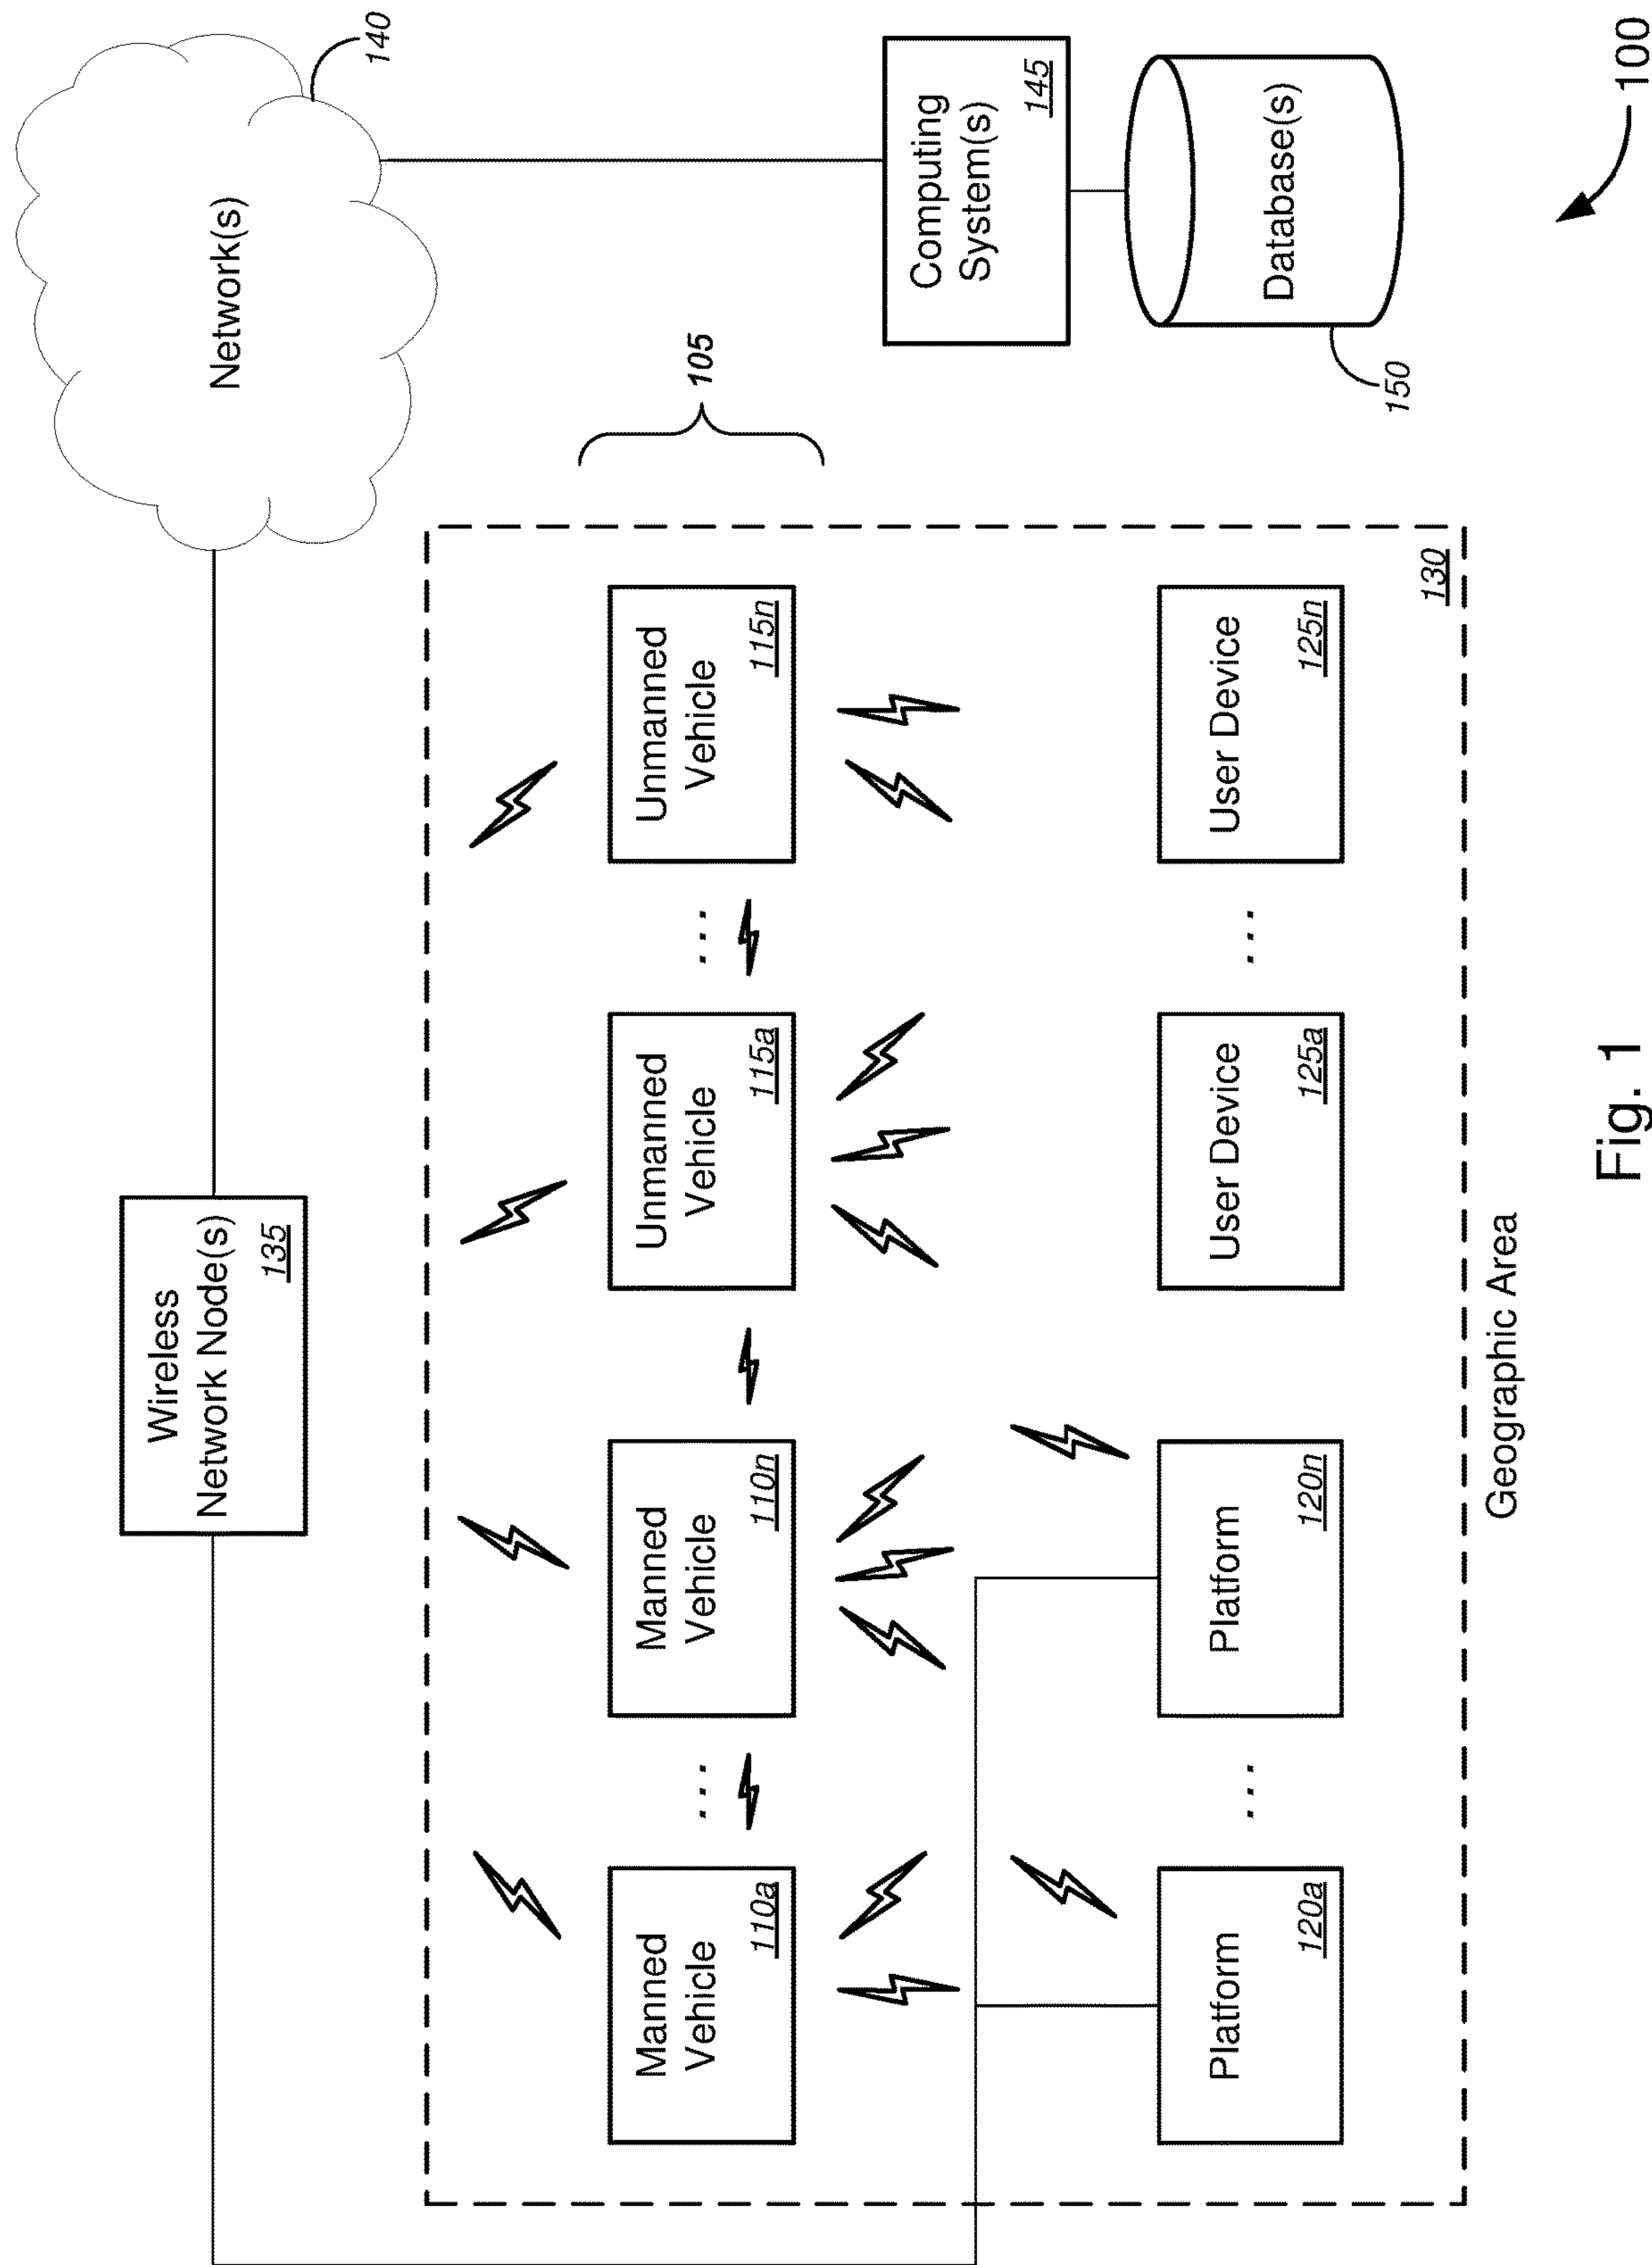 Wireless
Network Node(s)
135
Network(s)
140
105
Manned
Vehicle
110a
...
Manned
Vehicle
110n
Unmanned
Vehicle
115a
...
Unmanned
Vehicle
115n
Computing
System(s)
145
Platform
120a
...
Platform
120n
User Device
125a
...
User Device
125n
130
Database(s)
150
Geographic Area
100
Fig. 1